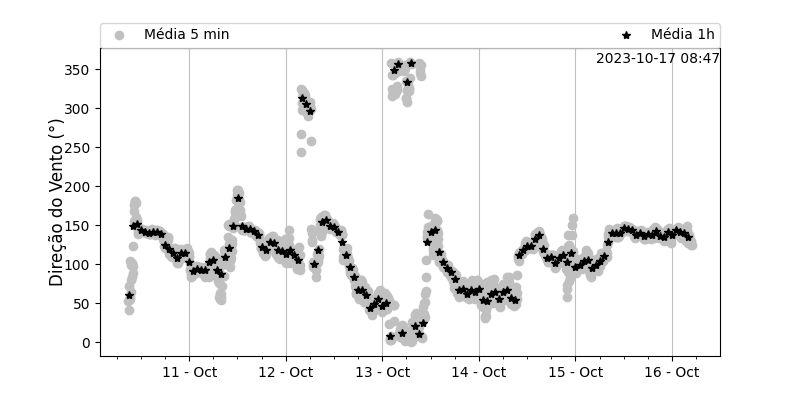 Média 5 min
Média 1h
2023-10-17 08:47
Direção do Vento (°)
350
300
250
200
150
100
50
0
11 - Oct
12 - Oct
13 - Oct
14 - Oct
15 - Oct
16 - Oct